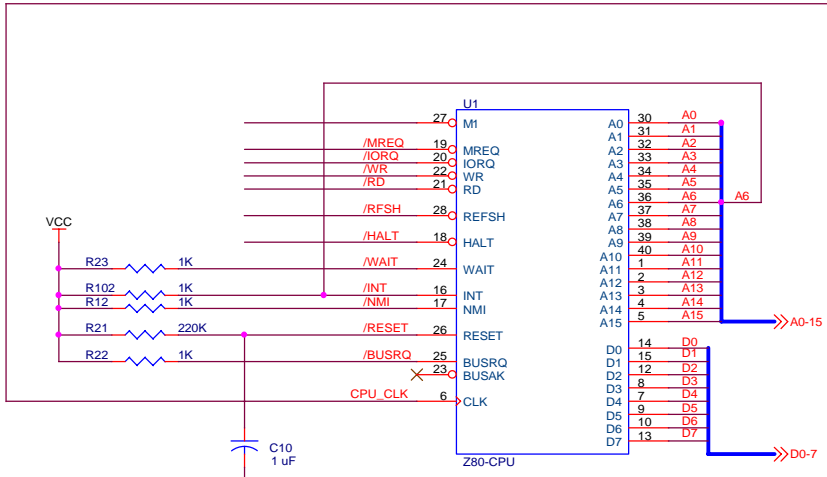 U1
27 M1 A0 30 A0
A1 31 A1
/MREQ 19 MREQ A2 32 A2
/IORQ 20 IORQ A3 33 A3
/WR 22 WR A4 34 A4
/RD 21 RD A5 35 A5
A6 36 A6 A6
/RFSH 28 REFSH A7 37 A7
A8 38 A8
VCC /HALT 18 HALT A9 39 A9
A10 40 A10
R23 1K /WAIT 24 WAIT A11 1 A11
A12 2 A12
R102 1K /INT 16 INT A13 3 A13
R12 1K /NMI 17 NMI A14 4 A14
A15 5 A15 A0-15
R21 220K /RESET 26 RESET
D0 14 D0
R22 1K /BUSRQ 25 BUSRQ D1 15 D1
23 BUSAK D2 12 D2
D3 8 D3
CPU_CLK 6 CLK D4 7 D4
D5 9 D5
D6 10 D6
D7 13 D7
C10
1 uF
D0-7
Z80-CPU